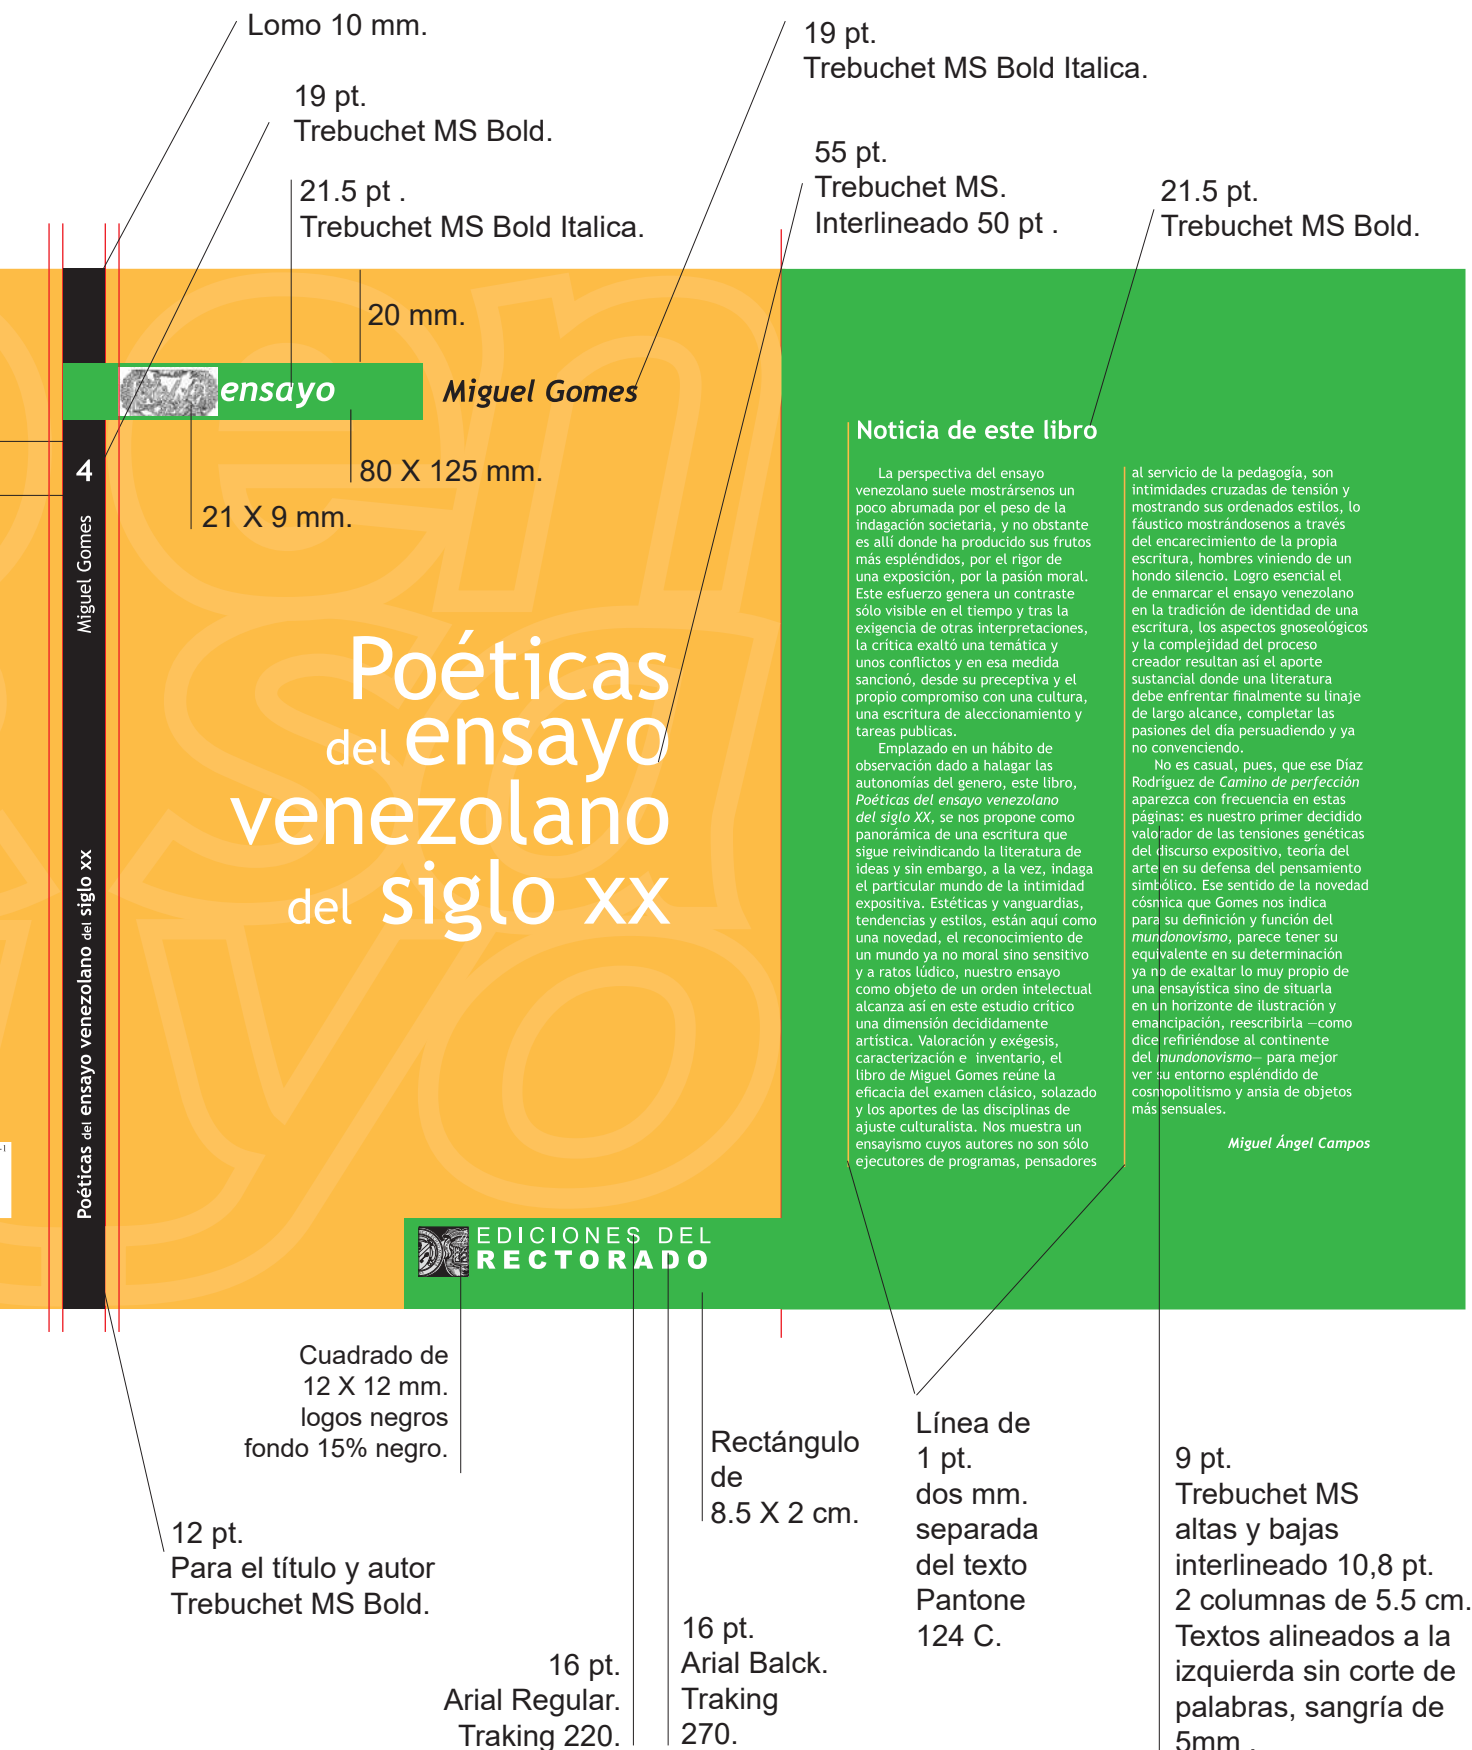 Lomo 10 mm.
19 pt.
Trebuchet MS Bold Italica.
19 pt.
Trebuchet MS Bold.
55 pt.
Trebuchet MS.
Interlineado 50 pt .
21.5 pt .
Trebuchet MS Bold Italica.
21.5 pt.
Trebuchet MS Bold.
20 mm.
ensayo
Miguel Gomes
80 X 125 mm.
21 X 9 mm.
4
Miguel Gomes
Poéticas del ensayo venezolano del siglo xx
Poéticas
del ensayo
venezolano
del siglo xx
Noticia de este libro
La perspectiva del ensayo
venezolano suele mostrársenos un
poco abrumada por el peso de la
indagación societaria, y no obstante
es allí donde ha producido sus frutos
más espléndidos, por el rigor de
una exposición, por la pasión moral.
Este esfuerzo genera un contraste
sólo visible en el tiempo y tras la
exigencia de otras interpretaciones,
la crítica exaltó una temática y
unos conflictos y en esa medida
sancionó, desde su preceptiva y el
propio compromiso con una cultura,
una escritura de aleccionamiento y
tareas publicas.
Emplazado en un hábito de
observación dado a halagar las
autonomías del genero, este libro,
Poéticas del ensayo venezolano
del siglo XX, se nos propone como
panorámica de una escritura que
sigue reivindicando la literatura de
ideas y sin embargo, a la vez, indaga
el particular mundo de la intimidad
expositiva. Estéticas y vanguardias,
tendencias y estilos, están aquí como
una novedad, el reconocimiento de
un mundo ya no moral sino sensitivo
y a ratos lúdico, nuestro ensayo
como objeto de un orden intelectual
alcanza así en este estudio crítico
una dimensión decididamente
artística. Valoración y exégesis,
caracterización e inventario, el
libro de Miguel Gomes reúne la
eficacia del examen clásico, solazado
y los aportes de las disciplinas de
ajuste culturalista. Nos muestra un
ensayismo cuyos autores no son sólo
ejecutores de programas, pensadores
al servicio de la pedagogía, son
intimidades cruzadas de tensión y
mostrando sus ordenados estilos, lo
fáustico mostrándosenos a través
del encarecimiento de la propia
escritura, hombres viniendo de un
hondo silencio. Logro esencial el
de enmarcar el ensayo venezolano
en la tradición de identidad de una
escritura, los aspectos gnoseológicos
y la complejidad del proceso
creador resultan así el aporte
sustancial donde una literatura
debe enfrentar finalmente su linaje
de largo alcance, completar las
pasiones del día persuadiendo y ya
no convenciendo.
No es casual, pues, que ese Díaz
Rodríguez de Camino de perfección
aparezca con frecuencia en estas
páginas: es nuestro primer decidido
valorador de las tensiones genéticas
del discurso expositivo, teoría del
arte en su defensa del pensamiento
simbólico. Ese sentido de la novedad
cósmica que Gomes nos indica
para su definición y función del
mundonovismo, parece tener su
equivalente en su determinación
ya no de exaltar lo muy propio de
una ensayística sino de situarla
en un horizonte de ilustración y
emancipación, reescribirla —como
dice refiriéndose al continente
del mundonovismo— para mejor
ver su entorno espléndido de
cosmopolitismo y ansia de objetos
más sensuales.
Miguel Ángel Campos
EDICIONES DEL
RECTORADO
Cuadrado de
12 X 12 mm.
logos negros
fondo 15% negro.
12 pt.
Para el título y autor
Trebuchet MS Bold.
16 pt.
Arial Regular.
Traking 220.
16 pt.
Arial Balck.
Traking
270.
Rectángulo
de
8.5 X 2 cm.
Línea de
1 pt.
dos mm.
separada
del texto
Pantone
124 C.
9 pt.
Trebuchet MS
altas y bajas
interlineado 10,8 pt.
2 columnas de 5.5 cm.
Textos alineados a la
izquierda sin corte de
palabras, sangría de
5mm .